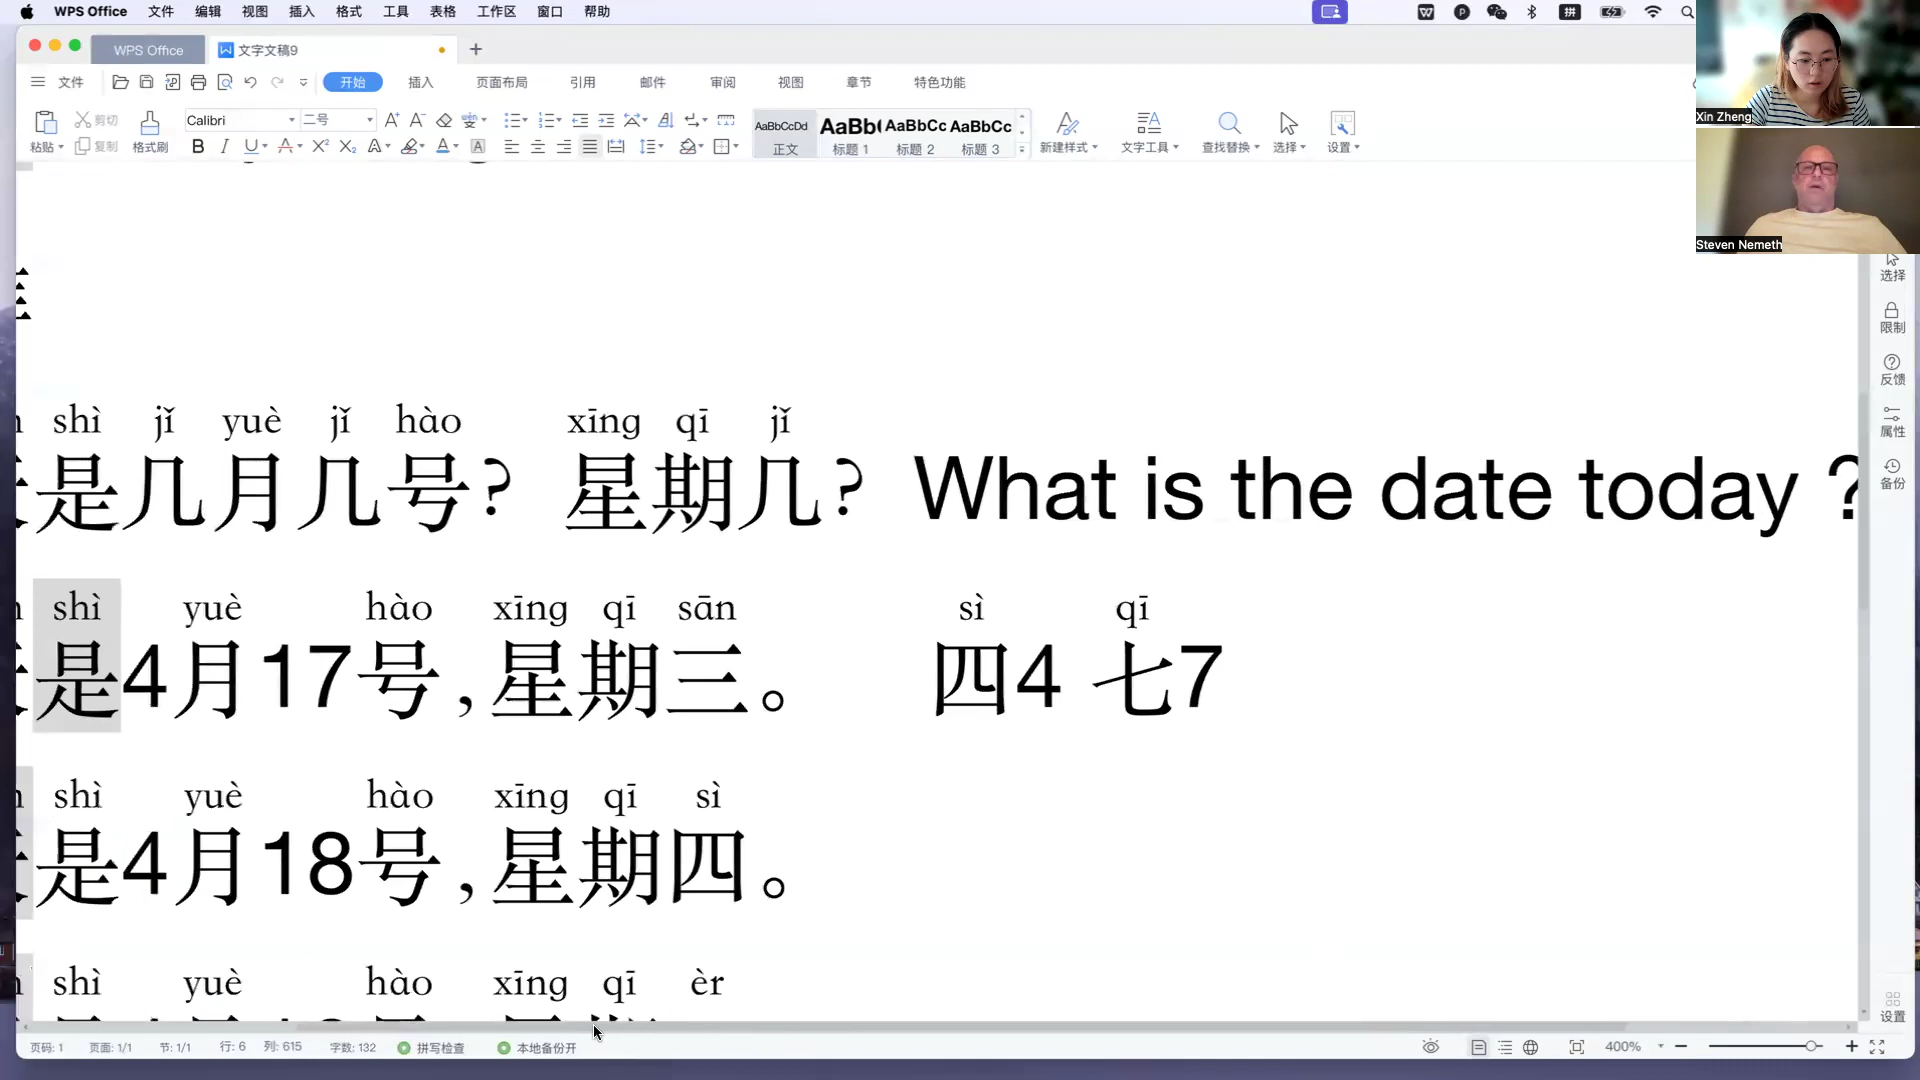 WPS Office 文件 编辑 视图 插入 格式 工具 表格 工作区 窗口 帮助
WPS Office 文字文稿9
文件 开始 插入 页面布局 引用 邮件 审阅 视图 章节 特色功能
粘贴 剪切 复制 格式刷 Calibri 二号
AaBbCcDd AaBb( AaBbCc AaBbCc
正文 标题 1 标题 2 标题 3 新建样式 文字工具 查找替换 选择 设置
Xin Zheng
Steven Nemeth
选择
限制
反馈
属性
备份
设置
shì jǐ yuè jǐ hào xīng qī jǐ
是几月几号? 星期几? What is the date today ?
shì yuè hào xīng qī sān sì qī
是4月17号,星期三。 四4 七7
shì yuè hào xīng qī sì
是4月18号,星期四。
shì yuè hào xīng qī èr
页码: 1 页面: 1/1 节: 1/1 行: 6 列: 615 字数: 132 拼写检查 本地备份开 400%